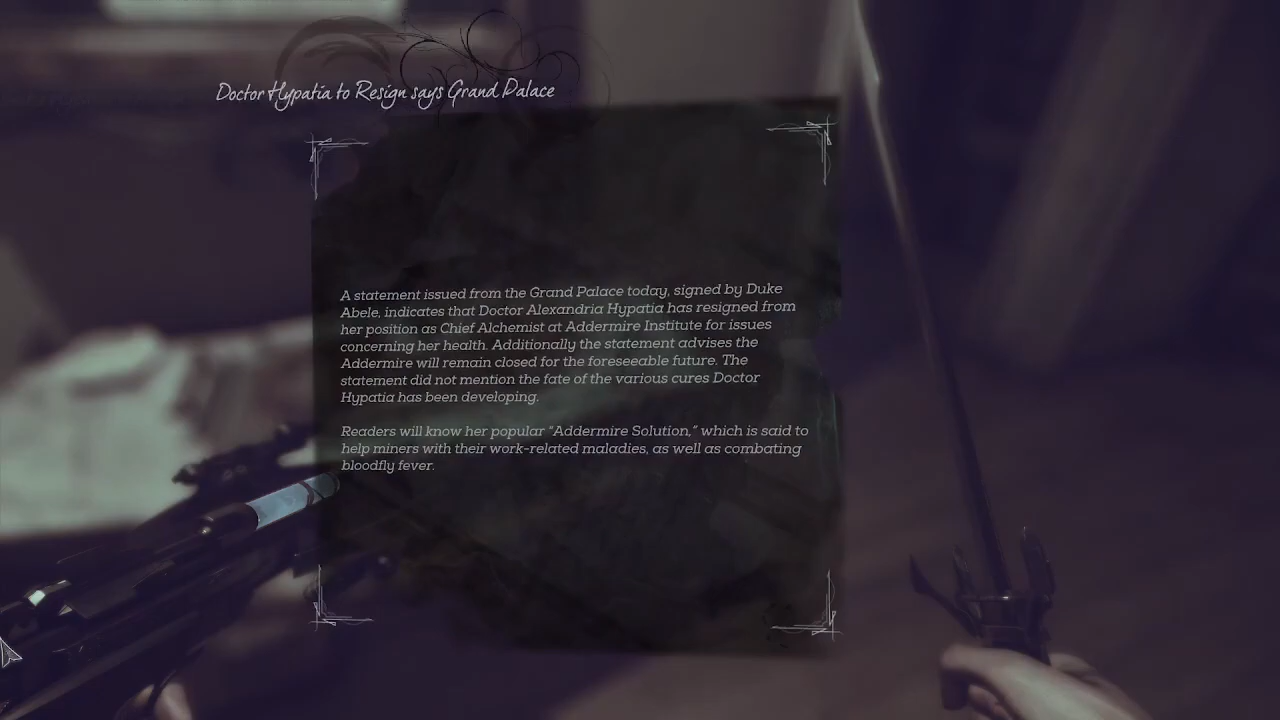 Doctor Hypatia to Resign says Grand Palace
A statement issued from the Grand Palace today, signed by Duke
Abele, indicates that Doctor Alexandria Hypatia has resigned from
her position as Chief Alchemist at Addermire Institute for issues
concerning her health. Additionally the statement advises the
Addermire will remain closed for the foreseeable future. The
statement did not mention the fate of the various cures Doctor
Hypatia has been developing.
Readers will know her popular "Addermire Solution," which is said to
help miners with their work-related maladies, as well as combating
bloodfly fever.